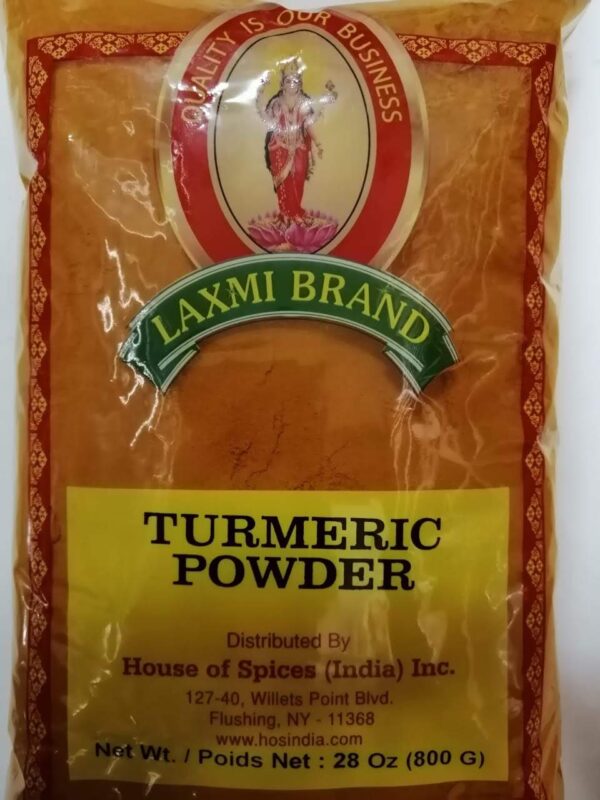 QUALITY IS OUR BUSINESS
LAXMI BRAND
TURMERIC
POWDER
Distributed By
House of Spices (India) Inc.
127-40, Willets Point Blvd.
Flushing, NY - 11368
www.hosindia.com
Net Wt. / Poids Net : 28 Oz (800 G)